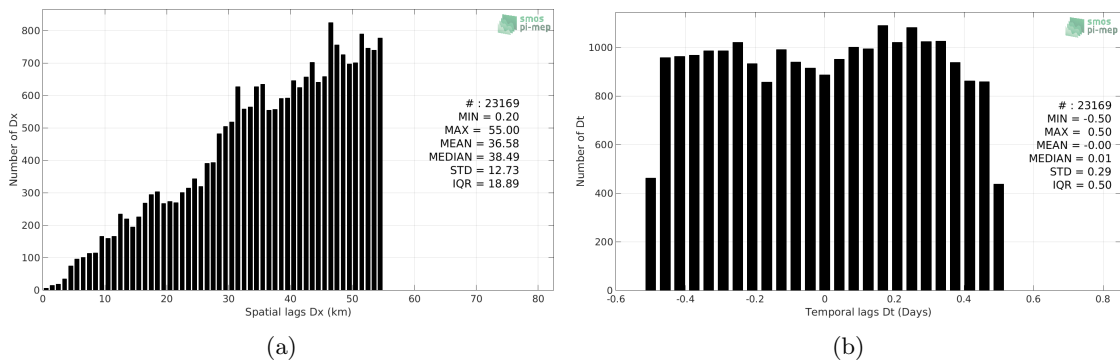 smos
pi-mep
800
700
600
500
400
300
200
100
0
Number of Dx
# : 23169
MIN = 0.20
MAX = 55.00
MEAN = 36.58
MEDIAN = 38.49
STD = 12.73
IQR = 18.89
0 10 20 30 40 50 60 70 80
Spatial lags Dx (km)
(a)
smos
pi-mep
1000
800
600
400
200
0
Number of Dt
# : 23169
MIN = -0.50
MAX = 0.50
MEAN = -0.00
MEDIAN = 0.01
STD = 0.29
IQR = 0.50
-0.6 -0.4 -0.2 0 0.2 0.4 0.6 0.8
Temporal lags Dt (Days)
(b)